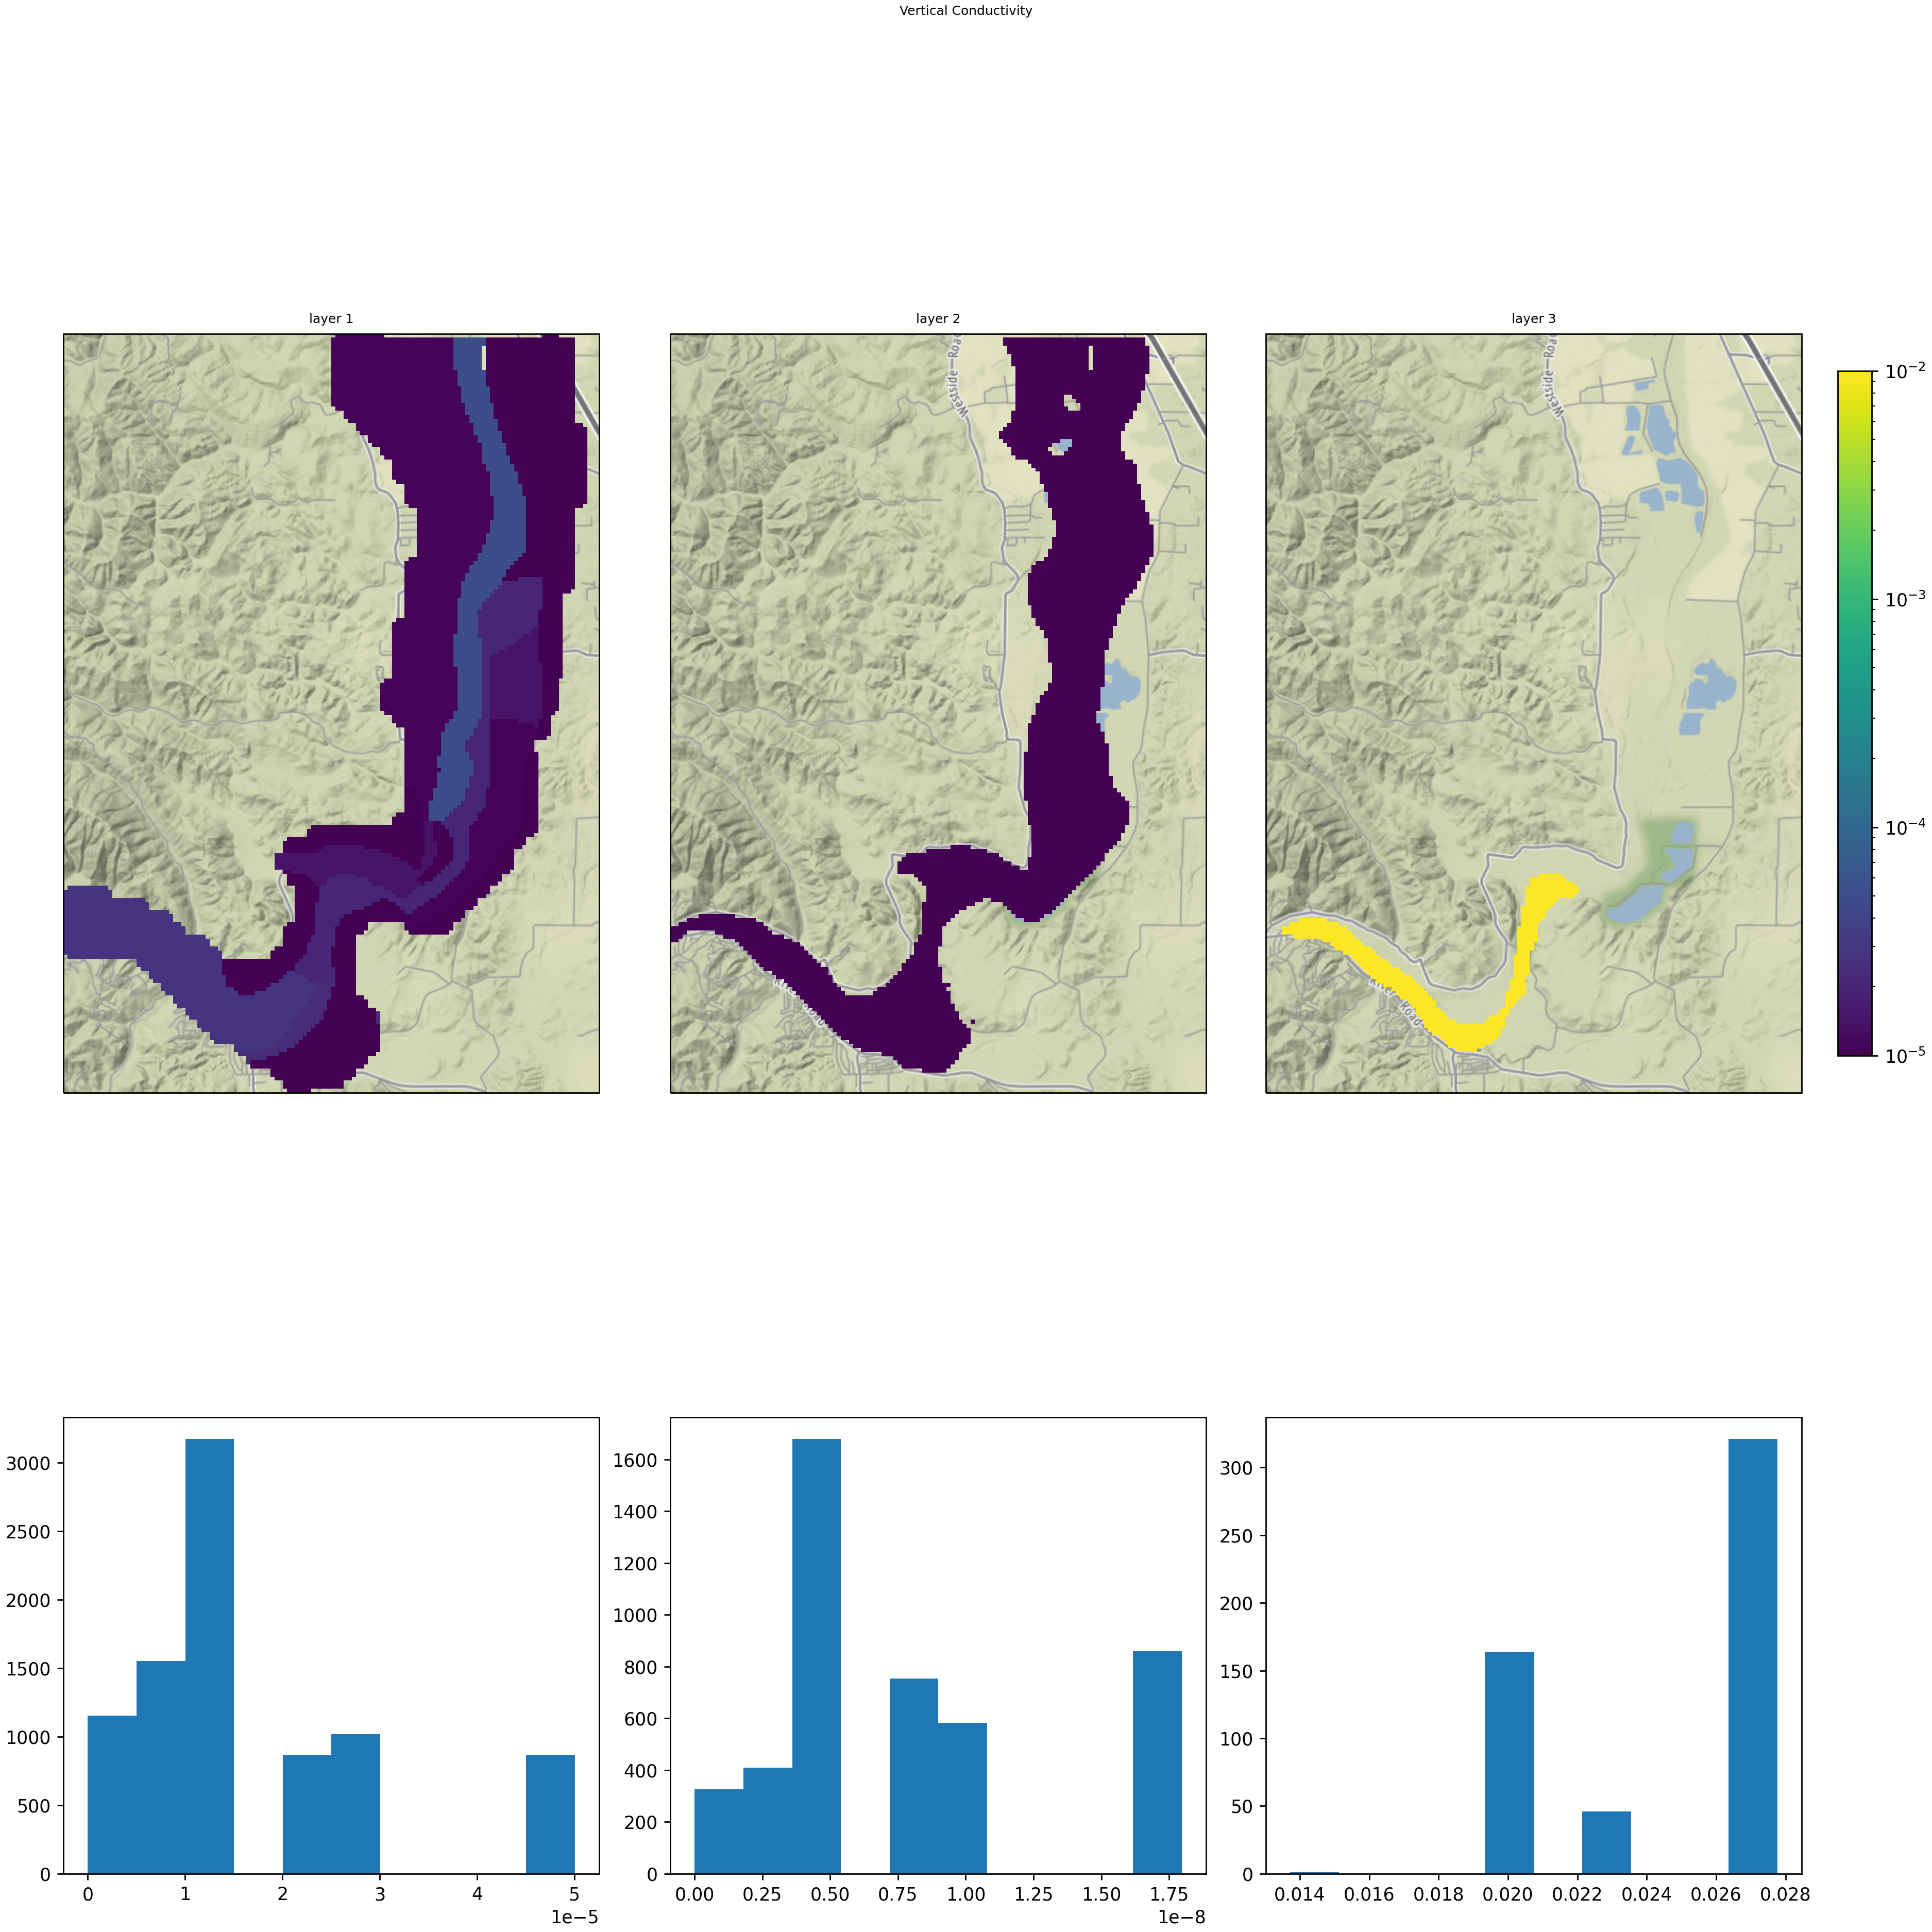 Vertical Conductivity
layer 1
layer 2
layer 3
Westside Road
Westside Road
River Road
River Road
10⁻²
10⁻³
10⁻⁴
10⁻⁵
3000
2500
2000
1500
1000
500
0
0 1 2 3 4 5
1e−5
1600
1400
1200
1000
800
600
400
200
0
0.00 0.25 0.50 0.75 1.00 1.25 1.50 1.75
1e−8
300
250
200
150
100
50
0
0.014 0.016 0.018 0.020 0.022 0.024 0.026 0.028